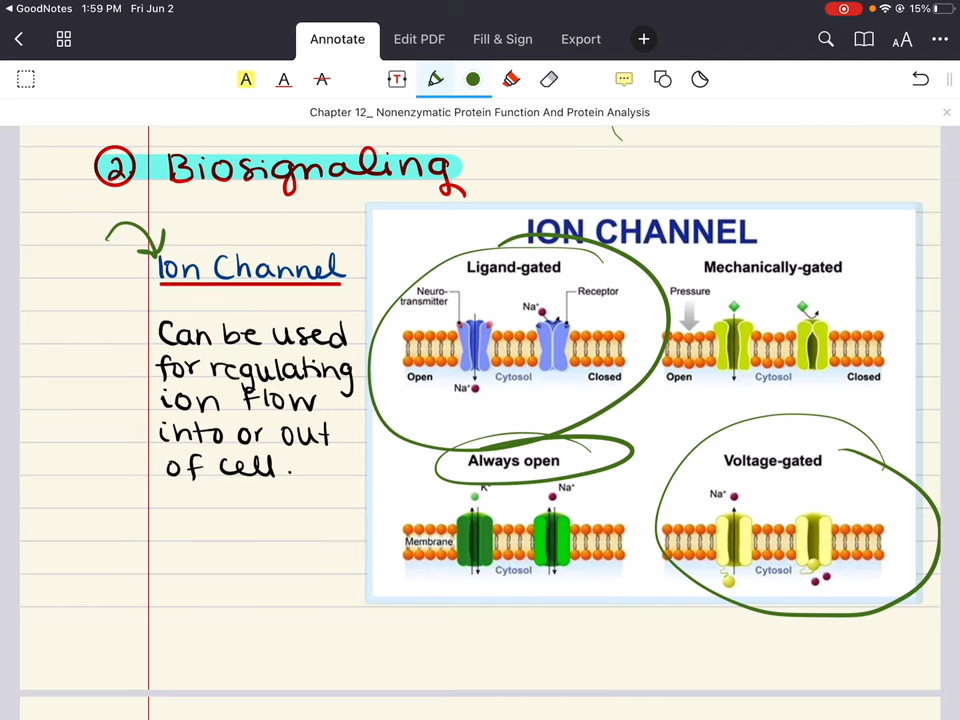 GoodNotes 1:59 PM Fri Jun 2 15%
Annotate Edit PDF Fill & Sign Export
A A A T AA
Chapter 12_ Nonenzymatic Protein Function And Protein Analysis
2. Biosignaling
Ion Channel
Can be used
for regulating
ion flow
into or out
of cell.
ION CHANNEL
Ligand-gated
Neuro-
transmitter
Na+
Receptor
Open Cytosol Closed
Na+
Mechanically-gated
Pressure
Open Cytosol Closed
Always open
K+ Na+
Membrane
Cytosol
Voltage-gated
Na+
Cytosol